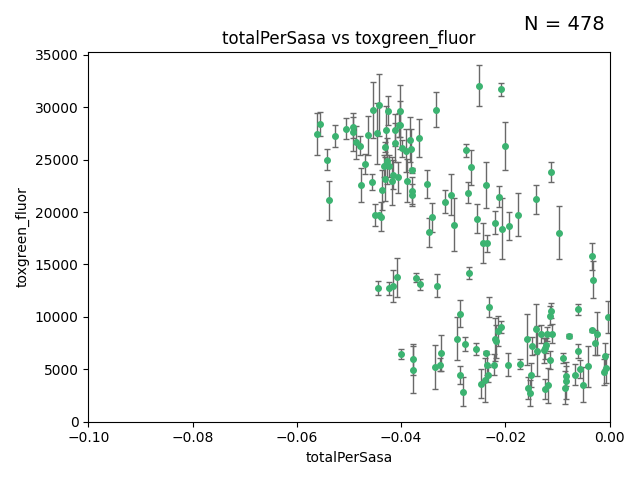 N = 478
totalPerSasa vs toxgreen_fluor
toxgreen_fluor
35000
30000
25000
20000
15000
10000
5000
0
−0.10 −0.08 −0.06 −0.04 −0.02 0.00
totalPerSasa